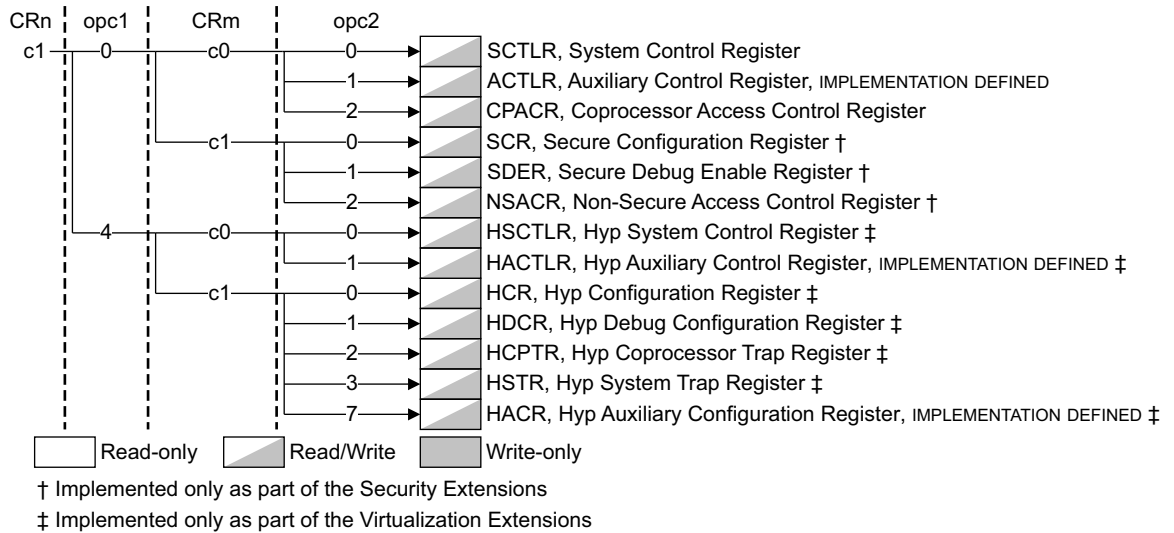 CRn opc1 CRm opc2
c1 0 c0 0 SCTLR, System Control Register
1 ACTLR, Auxiliary Control Register, IMPLEMENTATION DEFINED
2 CPACR, Coprocessor Access Control Register
c1 0 SCR, Secure Configuration Register †
1 SDER, Secure Debug Enable Register †
2 NSACR, Non-Secure Access Control Register †
4 c0 0 HSCTLR, Hyp System Control Register ‡
1 HACTLR, Hyp Auxiliary Control Register, IMPLEMENTATION DEFINED ‡
c1 0 HCR, Hyp Configuration Register ‡
1 HDCR, Hyp Debug Configuration Register ‡
2 HCPTR, Hyp Coprocessor Trap Register ‡
3 HSTR, Hyp System Trap Register ‡
7 HACR, Hyp Auxiliary Configuration Register, IMPLEMENTATION DEFINED ‡
Read-only Read/Write Write-only
† Implemented only as part of the Security Extensions
‡ Implemented only as part of the Virtualization Extensions